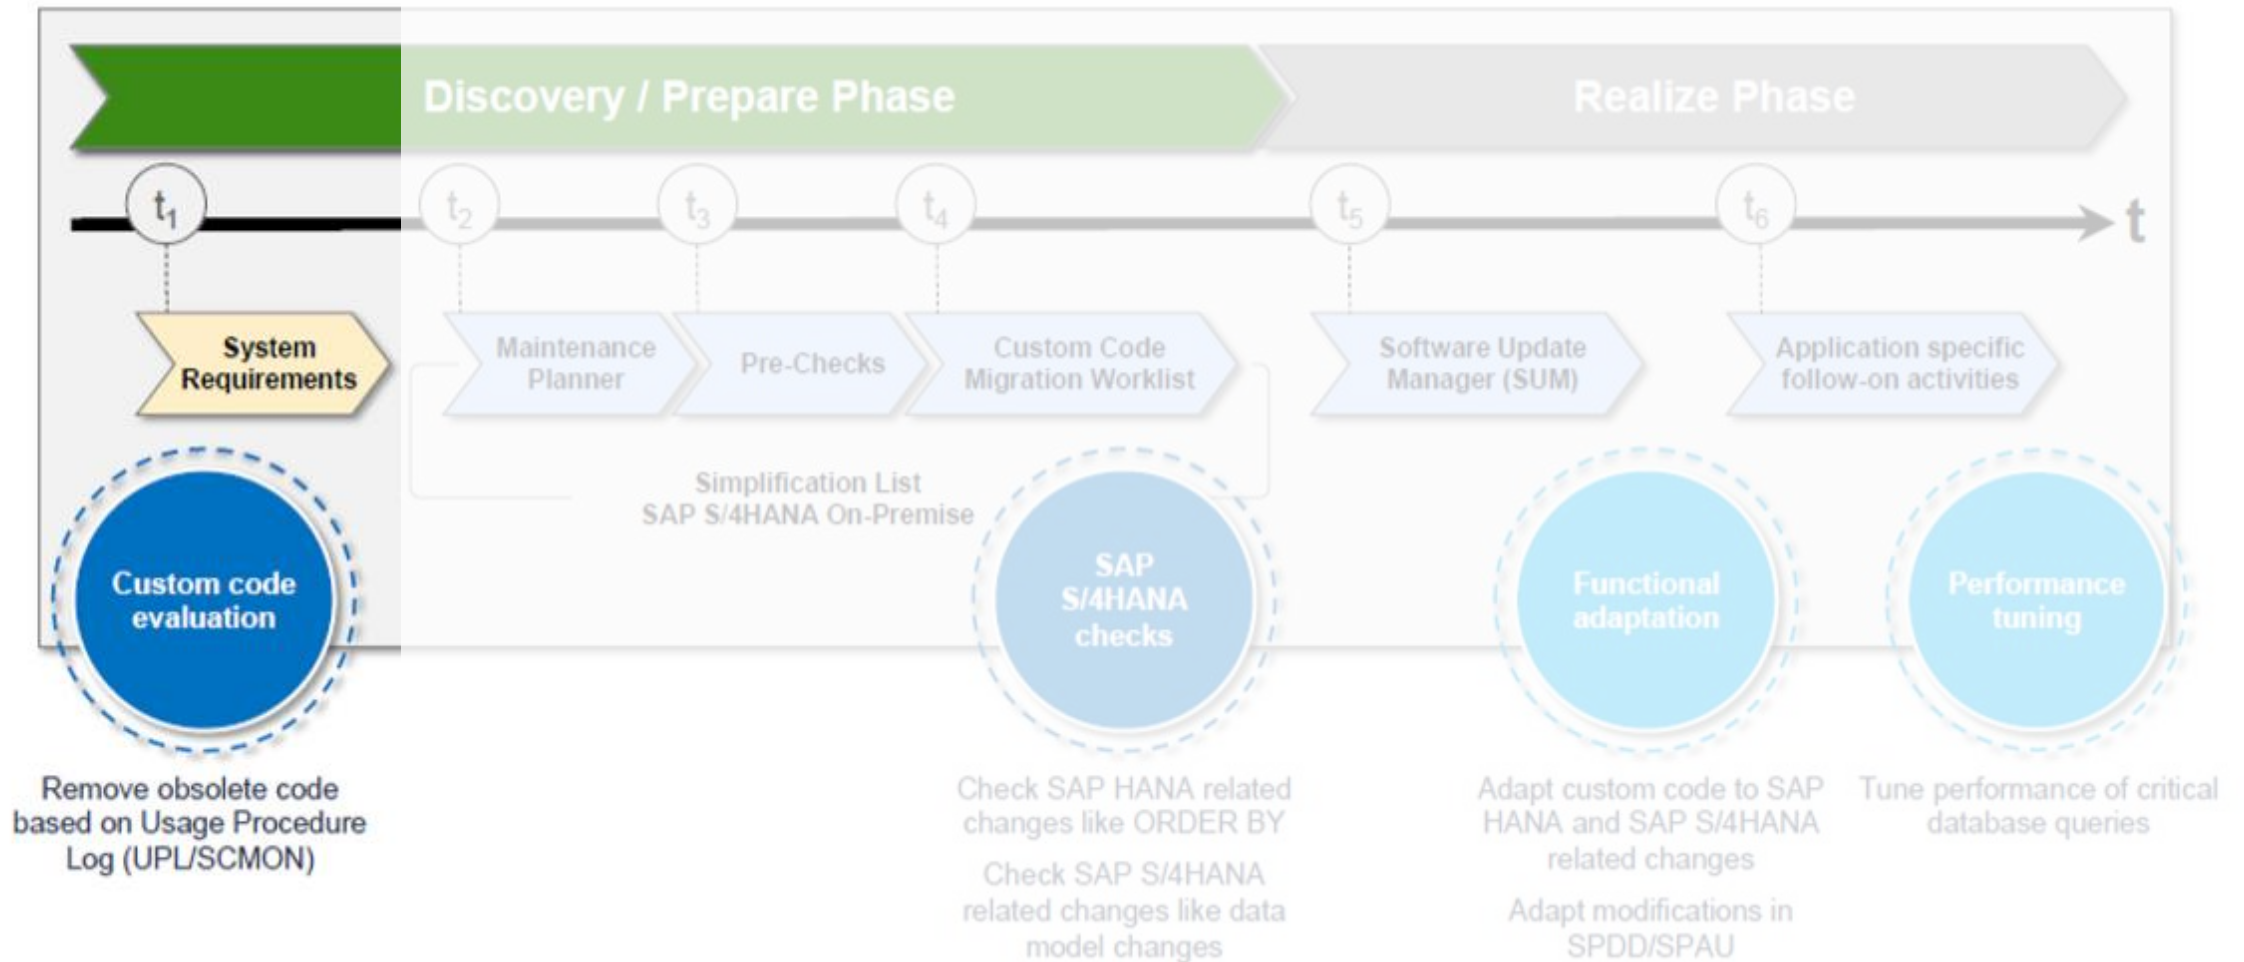 Discovery / Prepare Phase
Realize Phase
t1
t2
t3
t4
t5
t6
t
System
Requirements
Maintenance
Planner
Pre-Checks
Custom Code
Migration Worklist
Software Update
Manager (SUM)
Application specific
follow-on activities
Simplification List
SAP S/4HANA On-Premise
Custom code
evaluation
SAP
S/4HANA
checks
Functional
adaptation
Performance
tuning
Remove obsolete code
based on Usage Procedure
Log (UPL/SCMON)
Check SAP HANA related
changes like ORDER BY
Check SAP S/4HANA
related changes like data
model changes
Adapt custom code to SAP
HANA and SAP S/4HANA
related changes
Adapt modifications in
SPDD/SPAU
Tune performance of critical
database queries